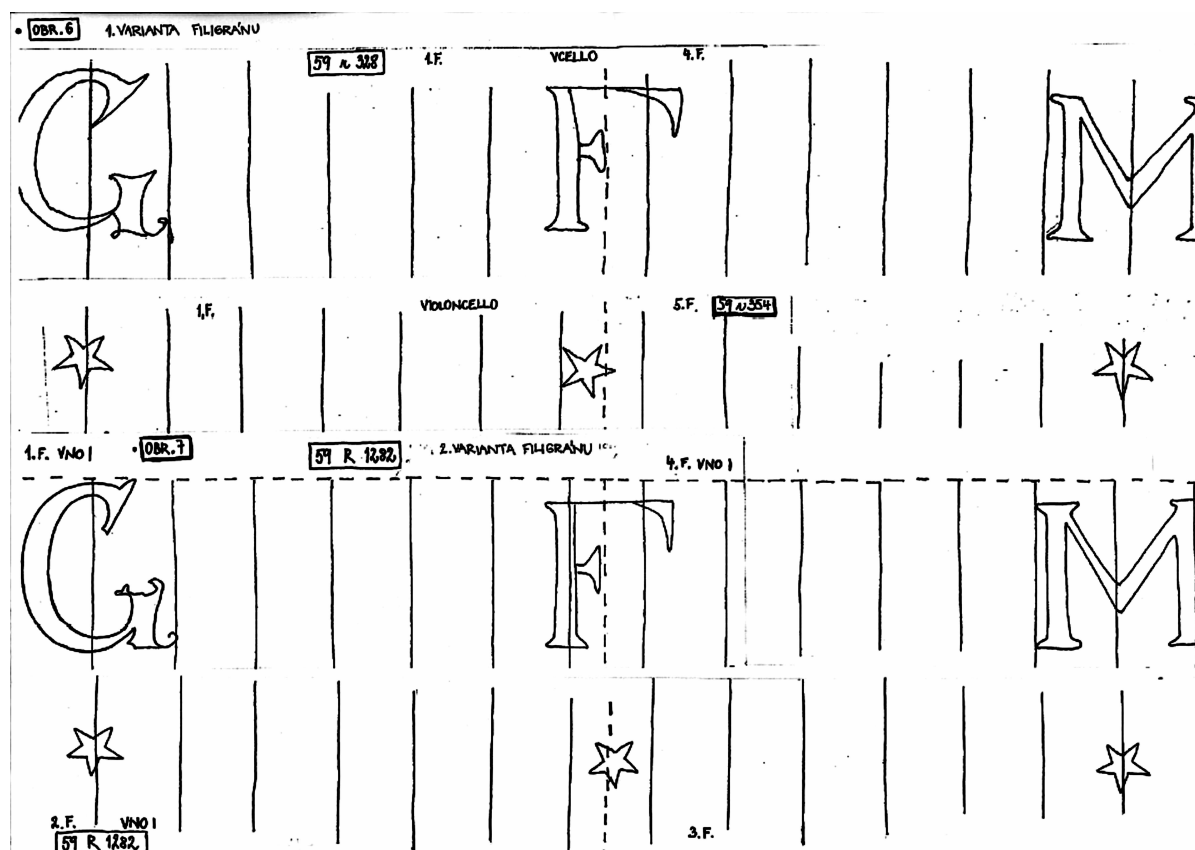 • OBR.6 1.VARIANTA FILIGRÁNU
59 r 328 1.F. VCELLO 4.F.
G F M
1.F. VIOLONCELLO 5.F. 59 r 354
1.F. VNO I • OBR.7 59 R 1282 2.VARIANTA FILIGRÁNU 4.F. VNO I
G F M
2.F. VNO I 3.F.
59 R 1282